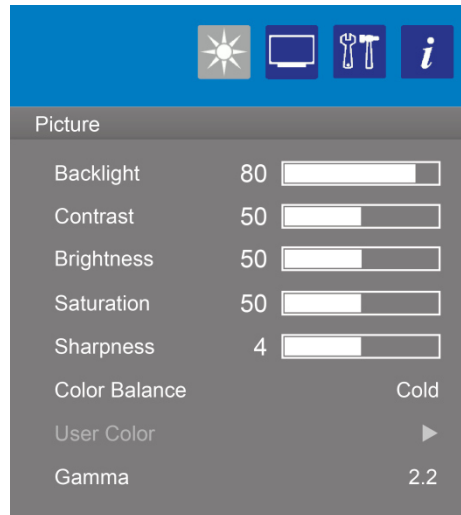 i
Picture
Backlight 80
Contrast 50
Brightness 50
Saturation 50
Sharpness 4
Color Balance Cold
User Color
Gamma 2.2